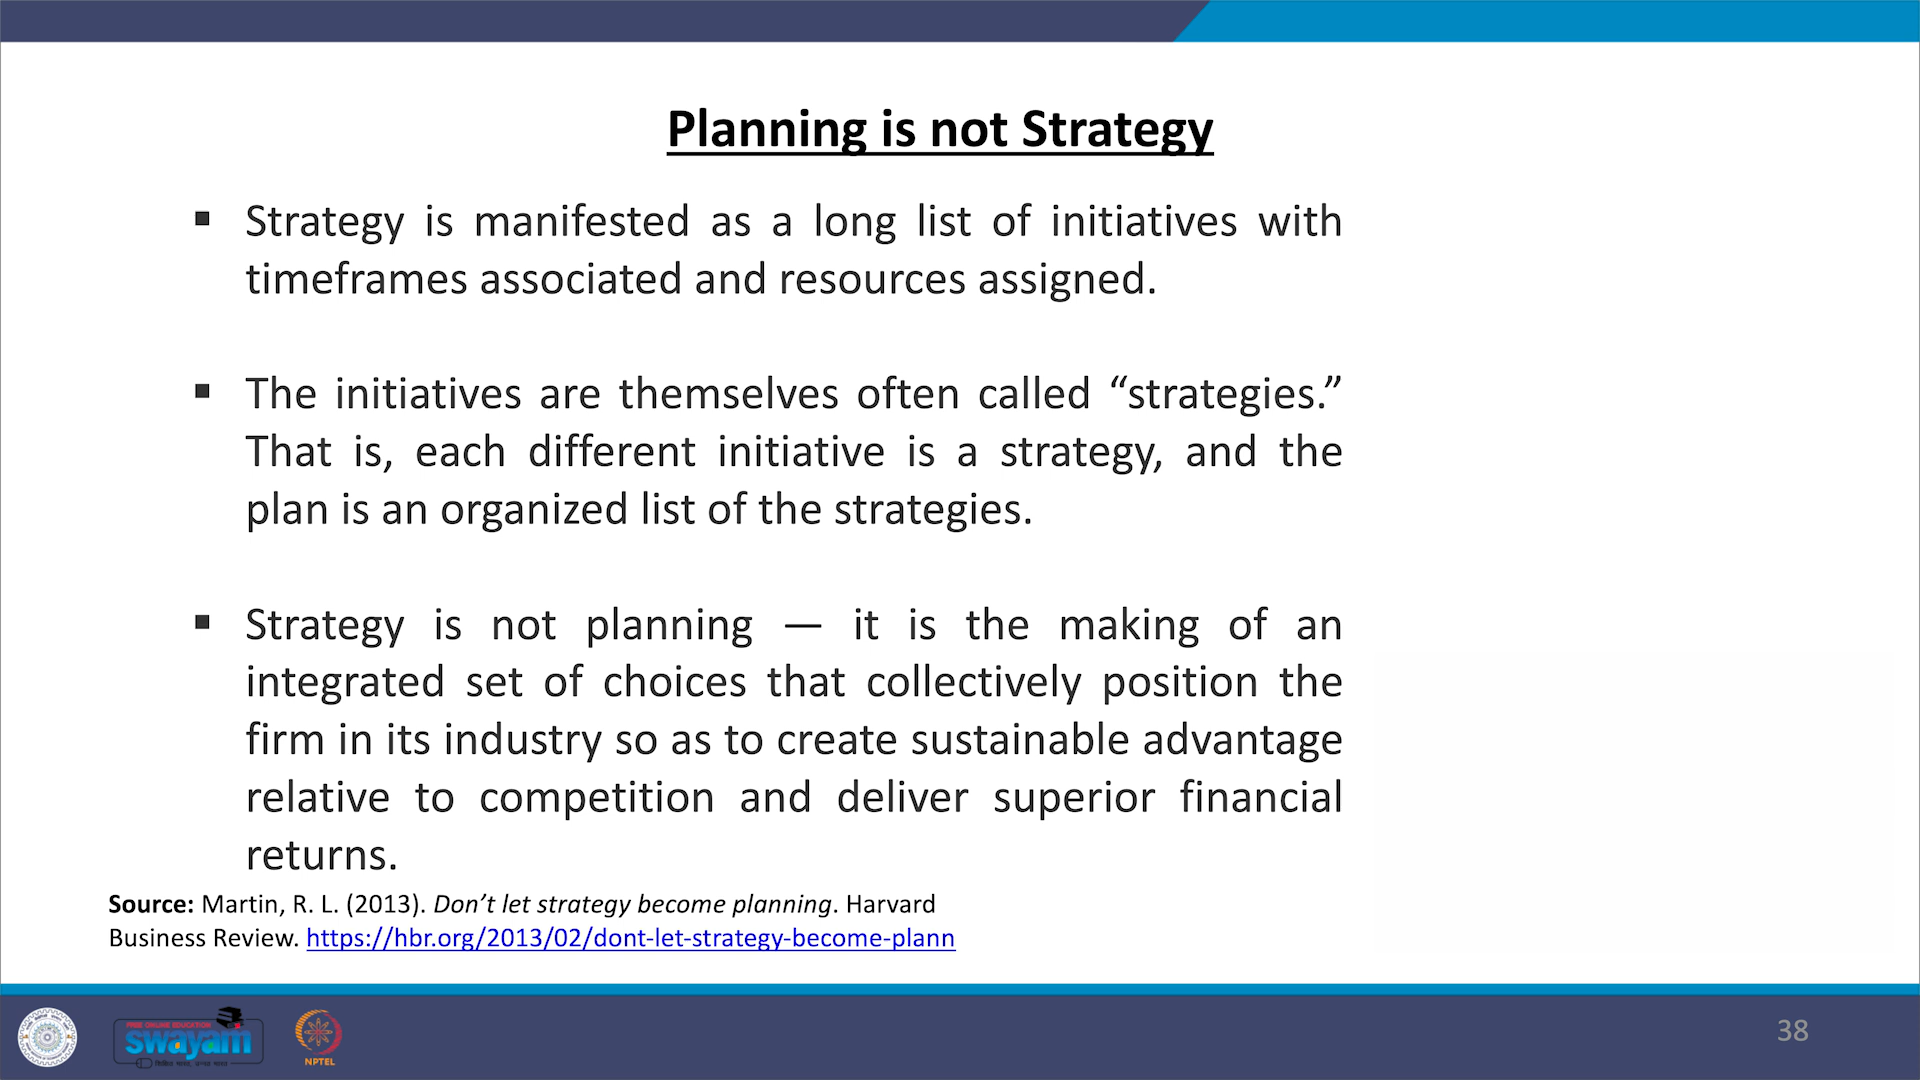 Planning is not Strategy
▪ Strategy is manifested as a long list of initiatives with
timeframes associated and resources assigned.
▪ The initiatives are themselves often called “strategies.”
That is, each different initiative is a strategy, and the
plan is an organized list of the strategies.
▪ Strategy is not planning — it is the making of an
integrated set of choices that collectively position the
firm in its industry so as to create sustainable advantage
relative to competition and deliver superior financial
returns.
Source: Martin, R. L. (2013). Don’t let strategy become planning. Harvard
Business Review. https://hbr.org/2013/02/dont-let-strategy-become-plann
FREE ONLINE EDUCATION
swayam
NPTEL
38